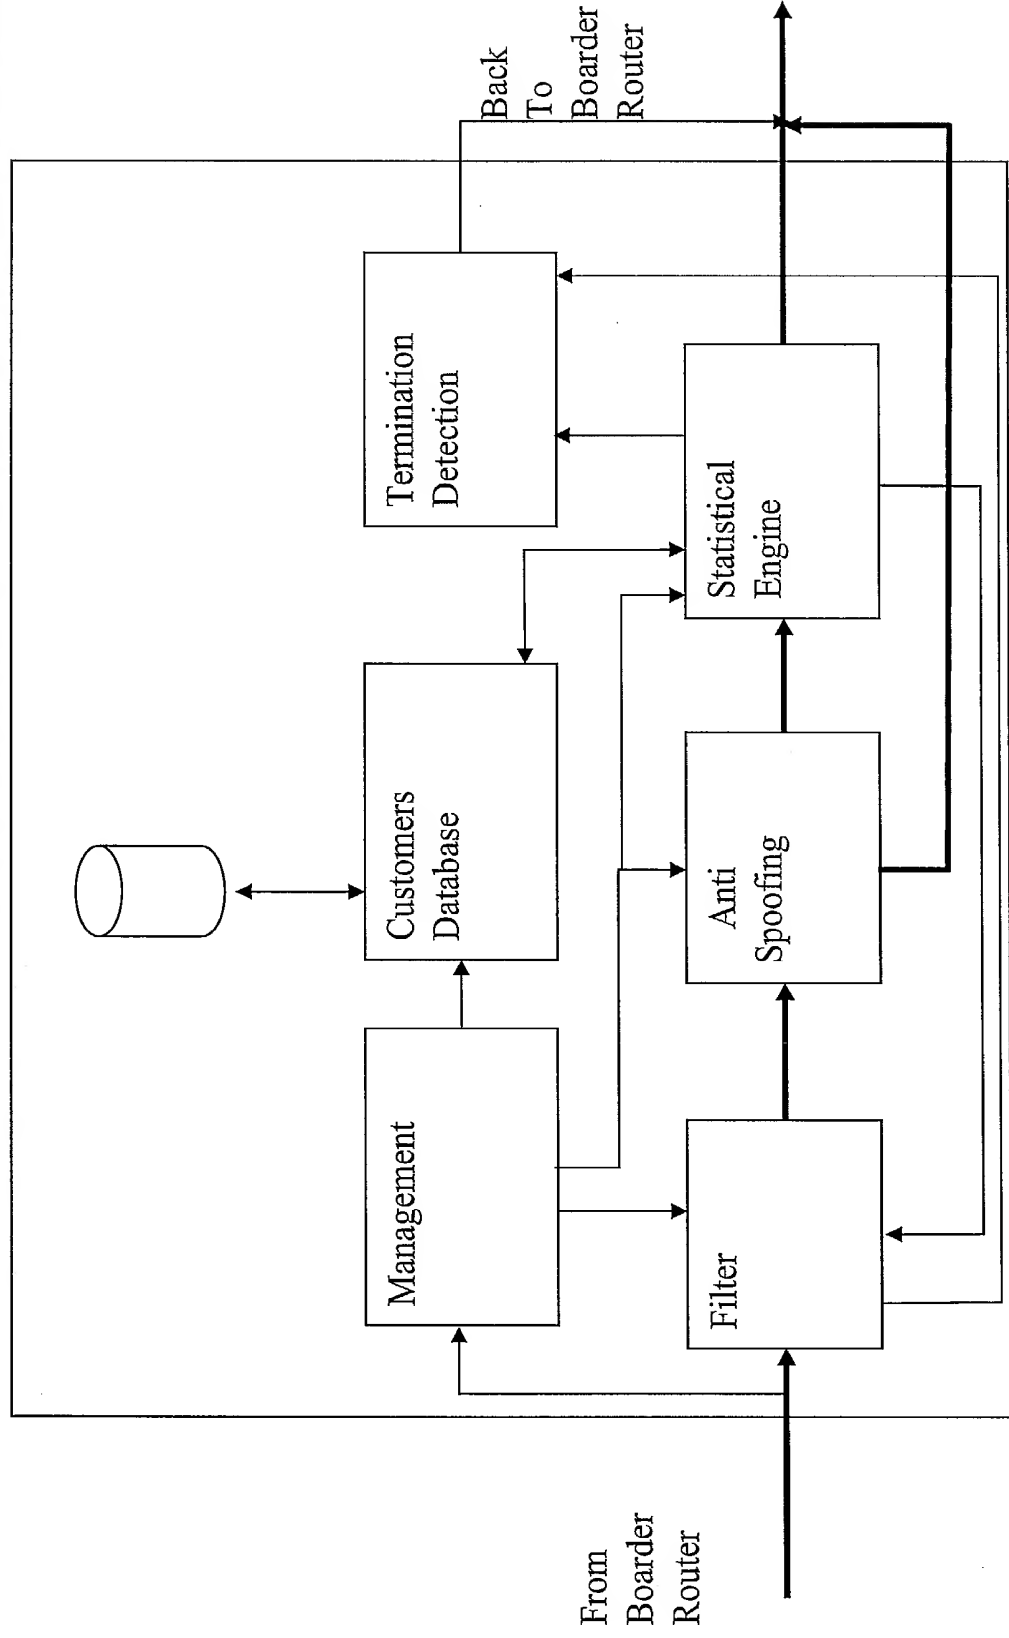 Management
Customers
Database
Termination
Detection
Back
To
Boarder
Router
From
Boarder
Router
Filter
Anti
Spoofing
Statistical
Engine